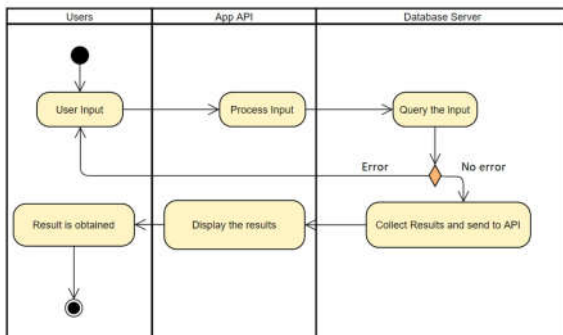 Users
App API
Database Server
User Input
Process Input
Query the Input
Error
No error
Result is obtained
Display the results
Collect Results and send to API